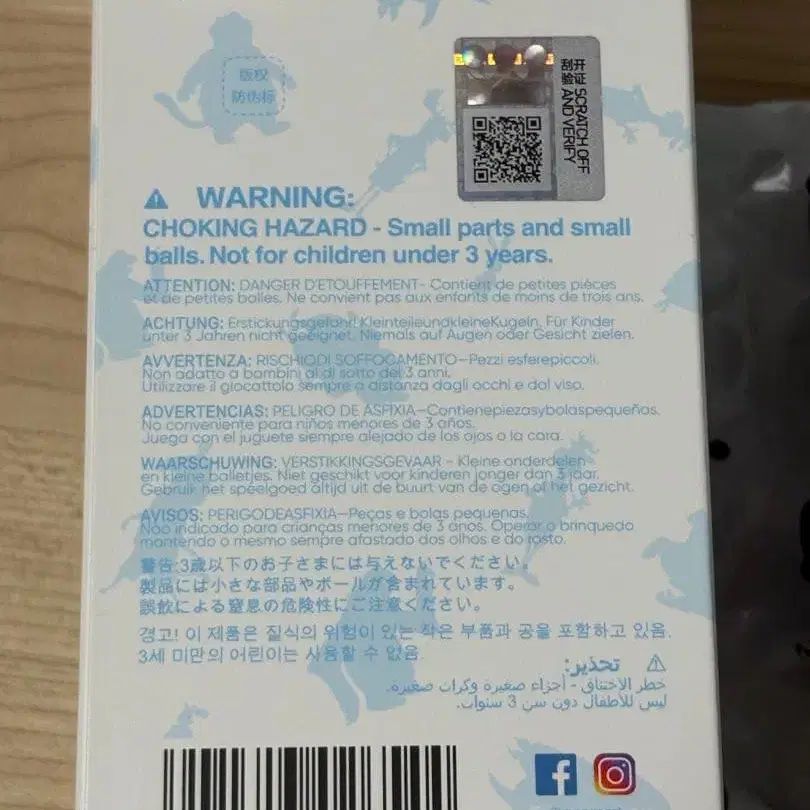 版权
防伪标
开 SCRATCH OFF
刮
证 AND VERIFY
验
WARNING:
CHOKING HAZARD - Small parts and small
balls. Not for children under 3 years.
ATTENTION: DANGER D'ETOUFFEMENT- Contient de petites pièces
et de petites balles. Ne convient pas aux enfants de moins de trois ans.
ACHTUNG: Erstickungsgefahr! KleinteileundkleineKugeln, Für Kinder
unter 3 Jahren nicht geeignet. Niemals auf Augen oder Gesicht zielen.
AVVERTENZA: RISCHIODI SOFFOGAMENTO-Pezzi esferepiccoli.
Non adatto a bambini al di sotto dei 3 anni.
Utilizzare il giocattolo sempre a distanza dagli occhi e dal viso.
ADVERTENCIAS: PELIGRO DE ASFIXIA-Contienepiezasybolaspequeñas.
No conveniente para niños menores de 3 años.
Juega con el juguete siempre alejado de los ojos o la cara.
WAARSCHUWING: VERSTIKKINGSGEVAAR - Kleine onderdelen
en kleine balletjes. Niet geschikt voor kinderen jonger dan 3 jaar.
Gebruik het speelgoed altijd uit de buurt van de ogen of het gezicht.
AVISOS: PERIGODEASFIXIA-Peças e bolas pequenas.
Não indicado para crianças menores de 3 anos. Operar o brinquedo
mantendo o mesmo sempre afastado dos olhos e do rosto.
警告:3歳以下のお子さまには与えないでください。
製品には小さな部品やボールが含まれています。
誤飲による窒息の危険性にご注意ください。
경고! 이 제품은 질식의 위험이 있는 작은 부품과 공을 포함하고 있음.
3세 미만의 어린이는 사용할 수 없음.
تحذير:
خطر الاختناق - أجزاء صغيرة وكرات صغيرة.
ليس للأطفال دون سن 3 سنوات.